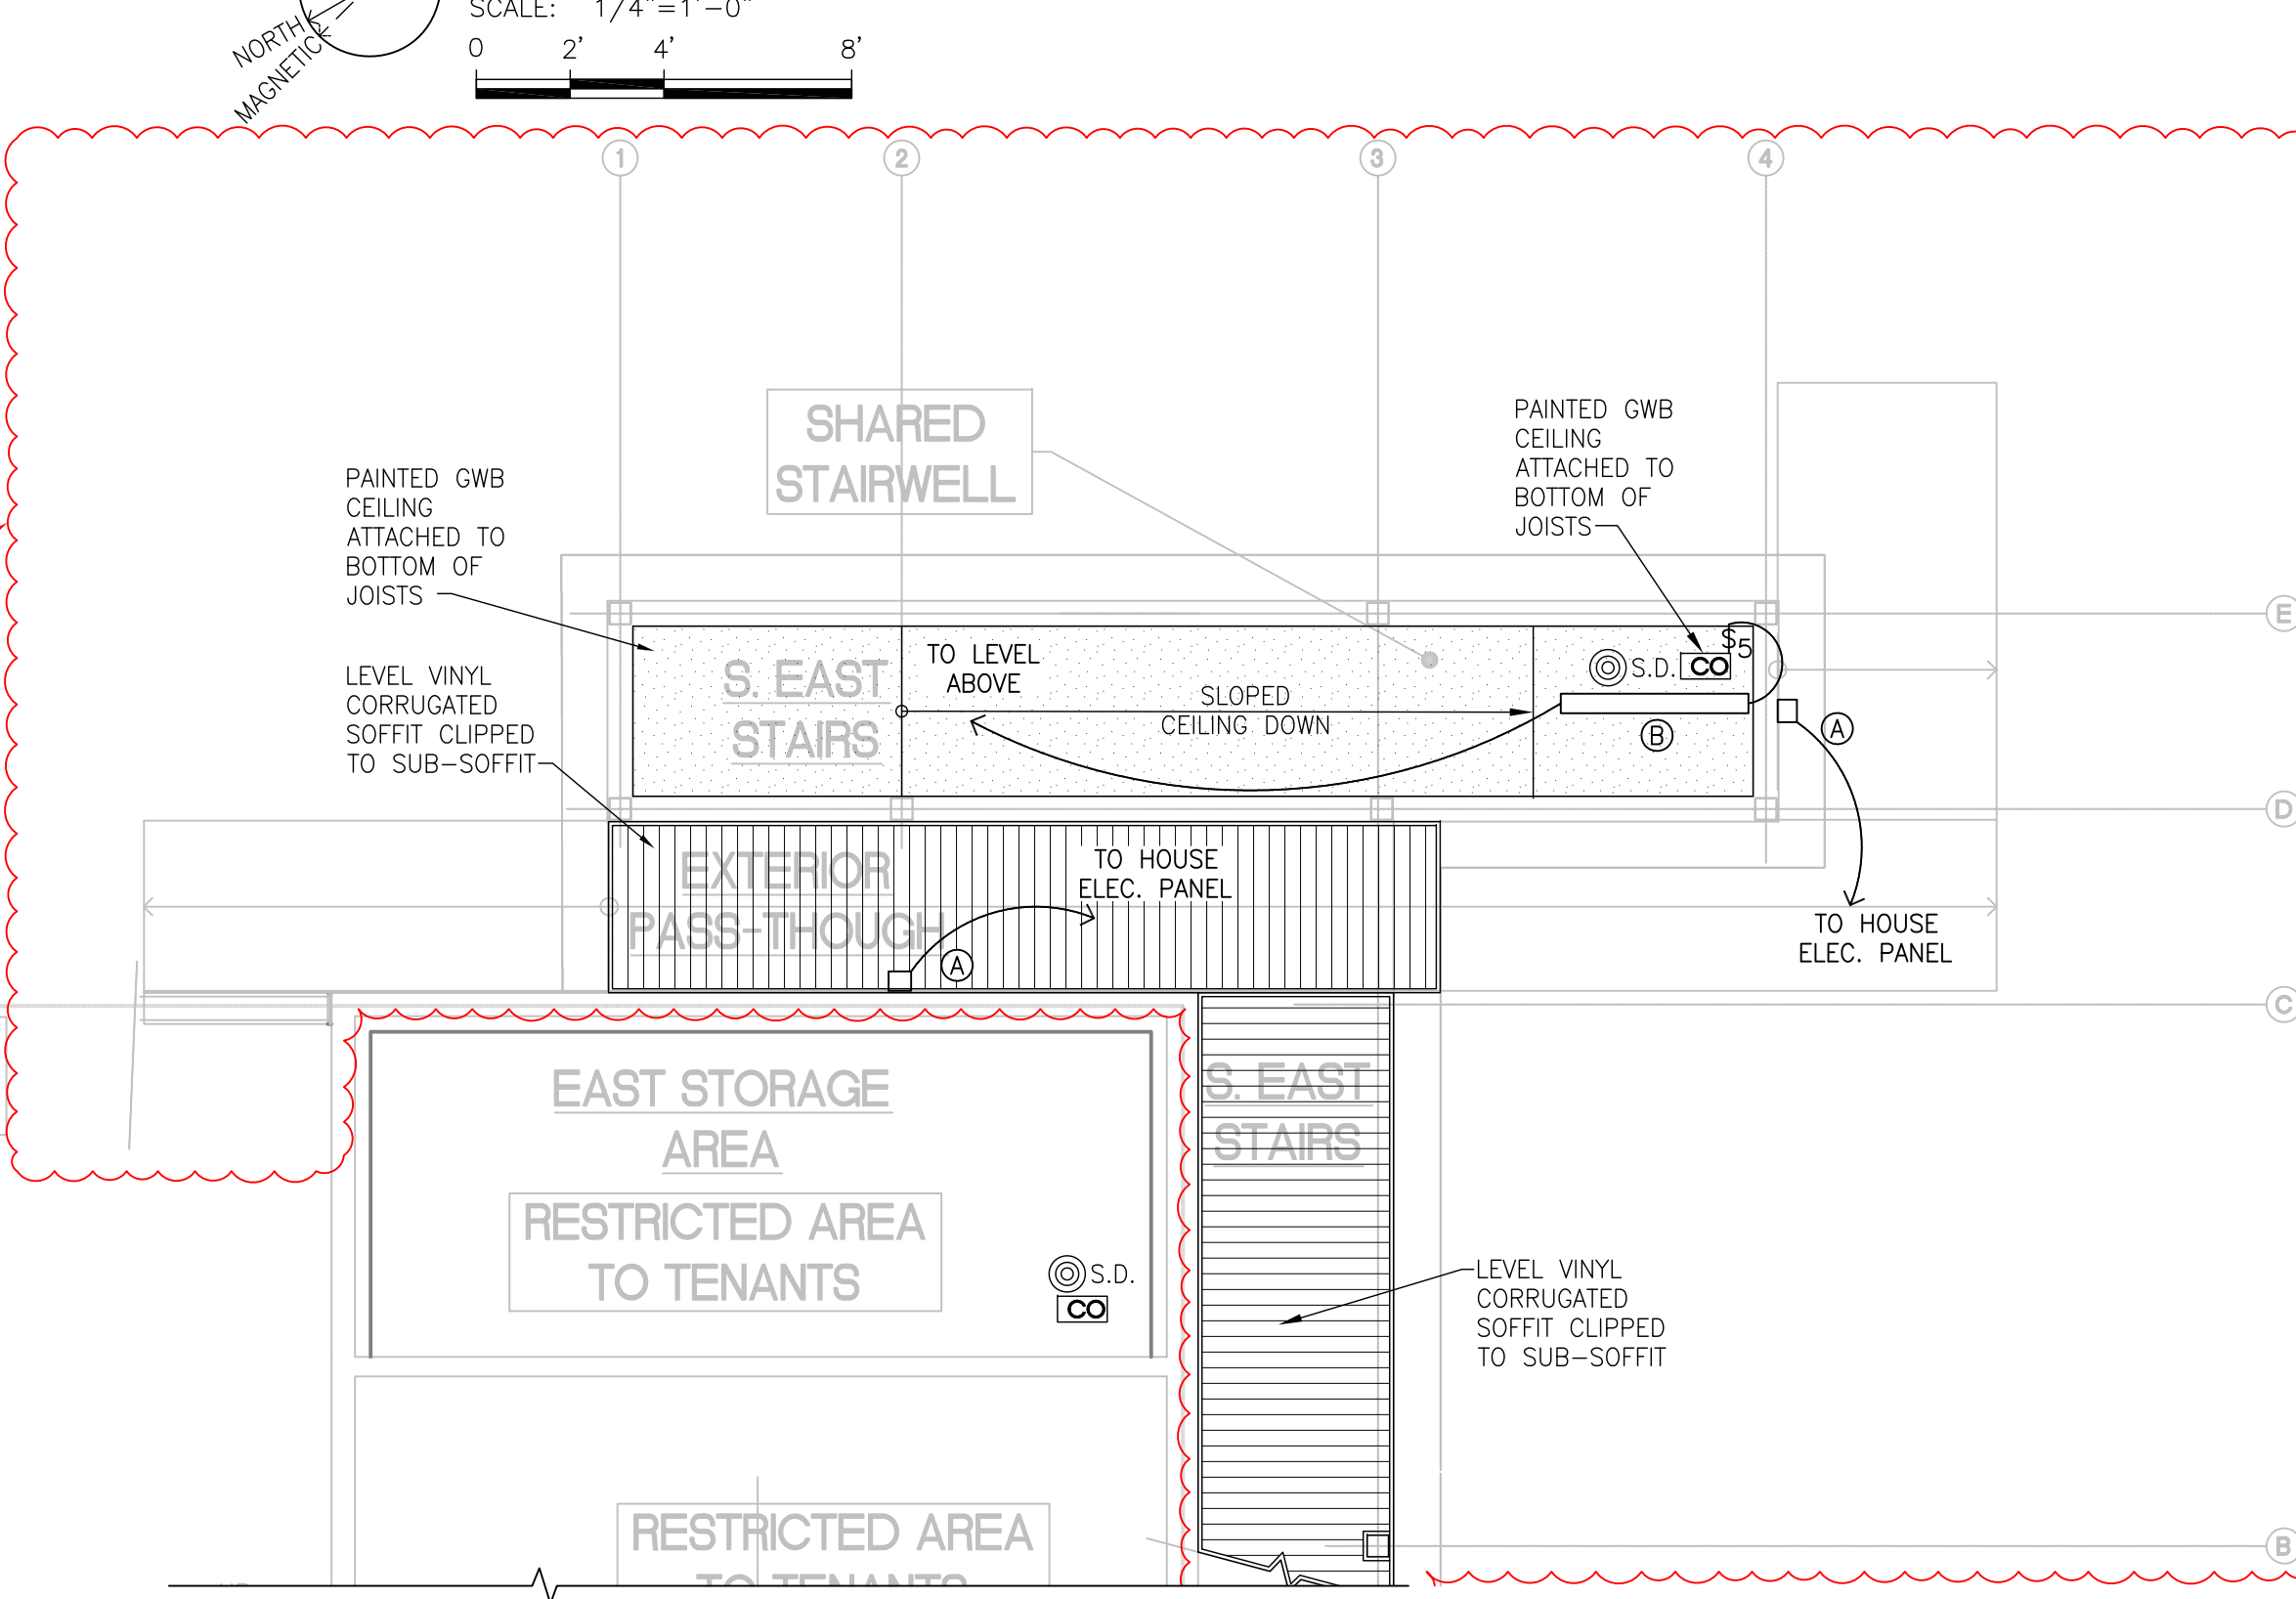 SCALE: 1/4"=1'-0"
NORTH
MAGNETIC
0 2' 4' 8'
1 2 3 4
SHARED
STAIRWELL
PAINTED GWB
CEILING
ATTACHED TO
BOTTOM OF
JOISTS
PAINTED GWB
CEILING
ATTACHED TO
BOTTOM OF
JOISTS
E
LEVEL VINYL
CORRUGATED
SOFFIT CLIPPED
TO SUB-SOFFIT
S. EAST
STAIRS
TO LEVEL
ABOVE
SLOPED
CEILING DOWN
S.D.
CO
$5
B
A
D
EXTERIOR
PASS-THOUGH
TO HOUSE
ELEC. PANEL
A
TO HOUSE
ELEC. PANEL
C
EAST STORAGE
AREA
RESTRICTED AREA
TO TENANTS
S.D.
CO
S. EAST
STAIRS
LEVEL VINYL
CORRUGATED
SOFFIT CLIPPED
TO SUB-SOFFIT
RESTRICTED AREA
TO TENANTS
B